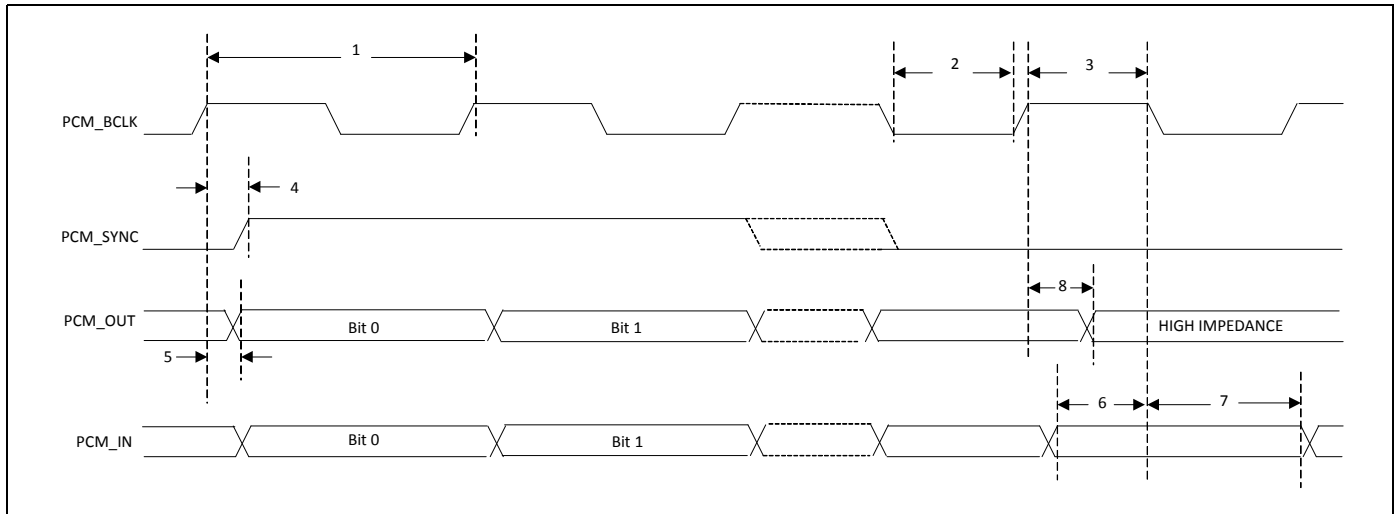 1
2
3
PCM_BCLK
4
PCM_SYNC
8
PCM_OUT
Bit 0
Bit 1
HIGH IMPEDANCE
5
6
7
PCM_IN
Bit 0
Bit 1